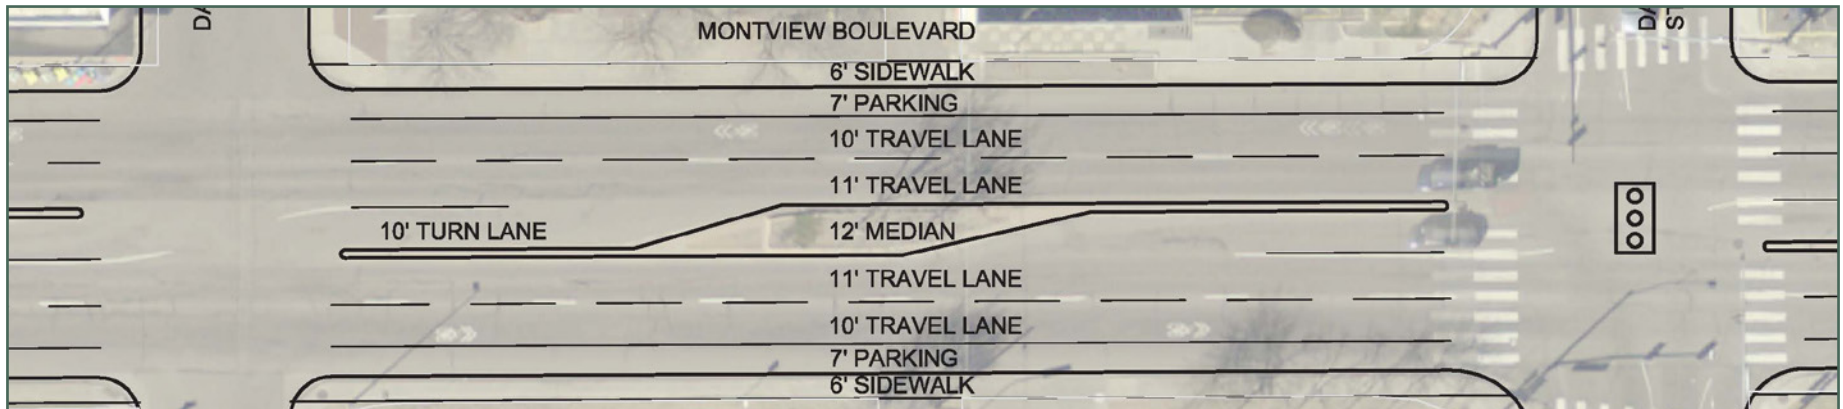 MONTVIEW BOULEVARD
6' SIDEWALK
7' PARKING
10' TRAVEL LANE
11' TRAVEL LANE
10' TURN LANE
12' MEDIAN
11' TRAVEL LANE
10' TRAVEL LANE
7' PARKING
6' SIDEWALK